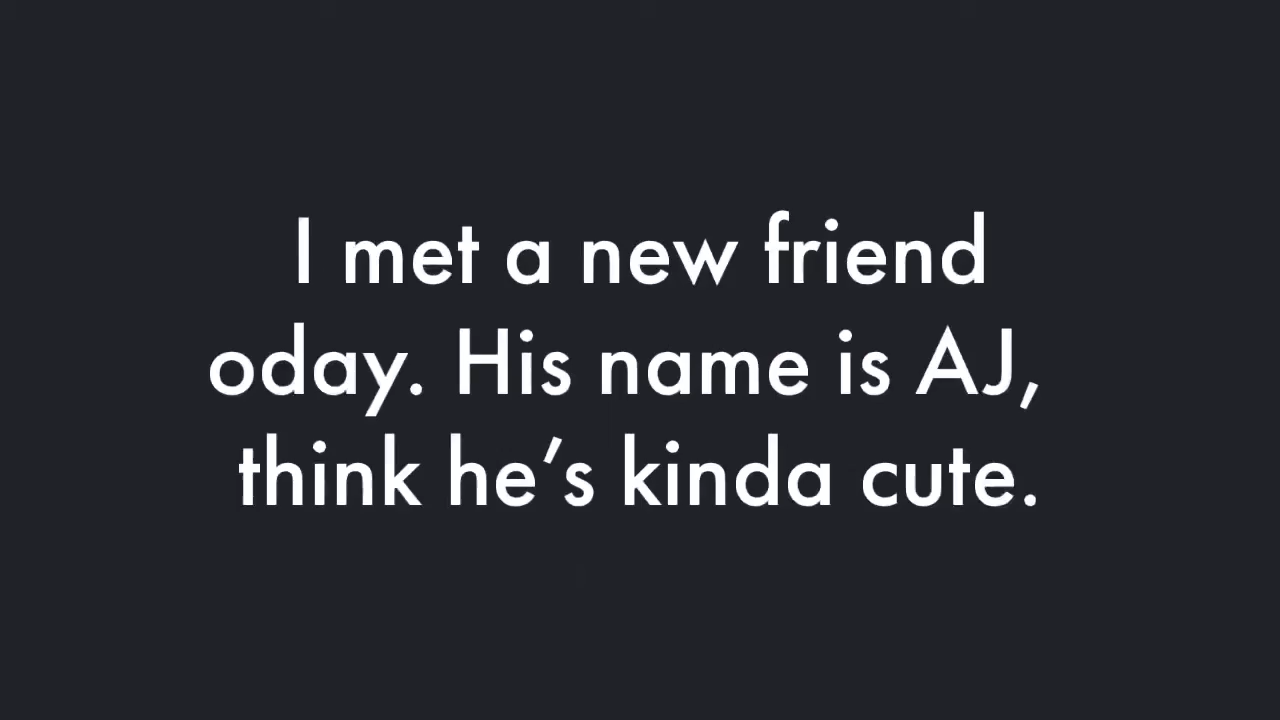 I met a new friend
oday. His name is AJ,
think he’s kinda cute.